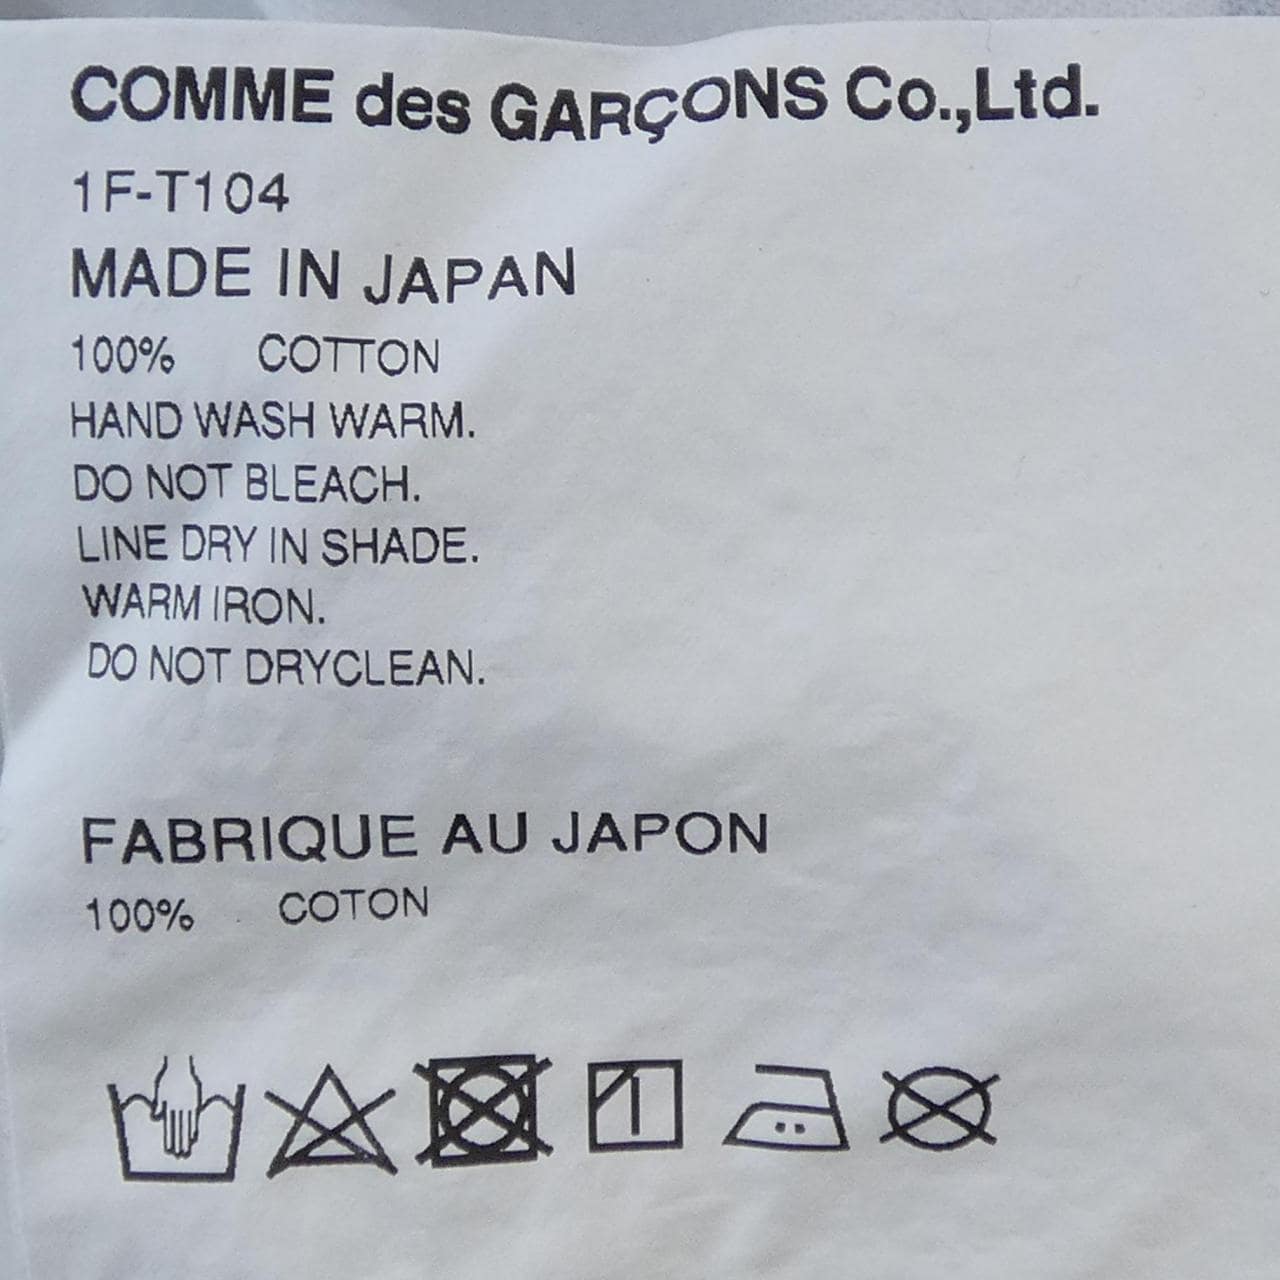 COMME des GARÇONS Co.,Ltd.
1F-T104
MADE IN JAPAN
100% COTTON
HAND WASH WARM.
DO NOT BLEACH.
LINE DRY IN SHADE.
WARM IRON.
DO NOT DRYCLEAN.
FABRIQUE AU JAPON
100% COTON